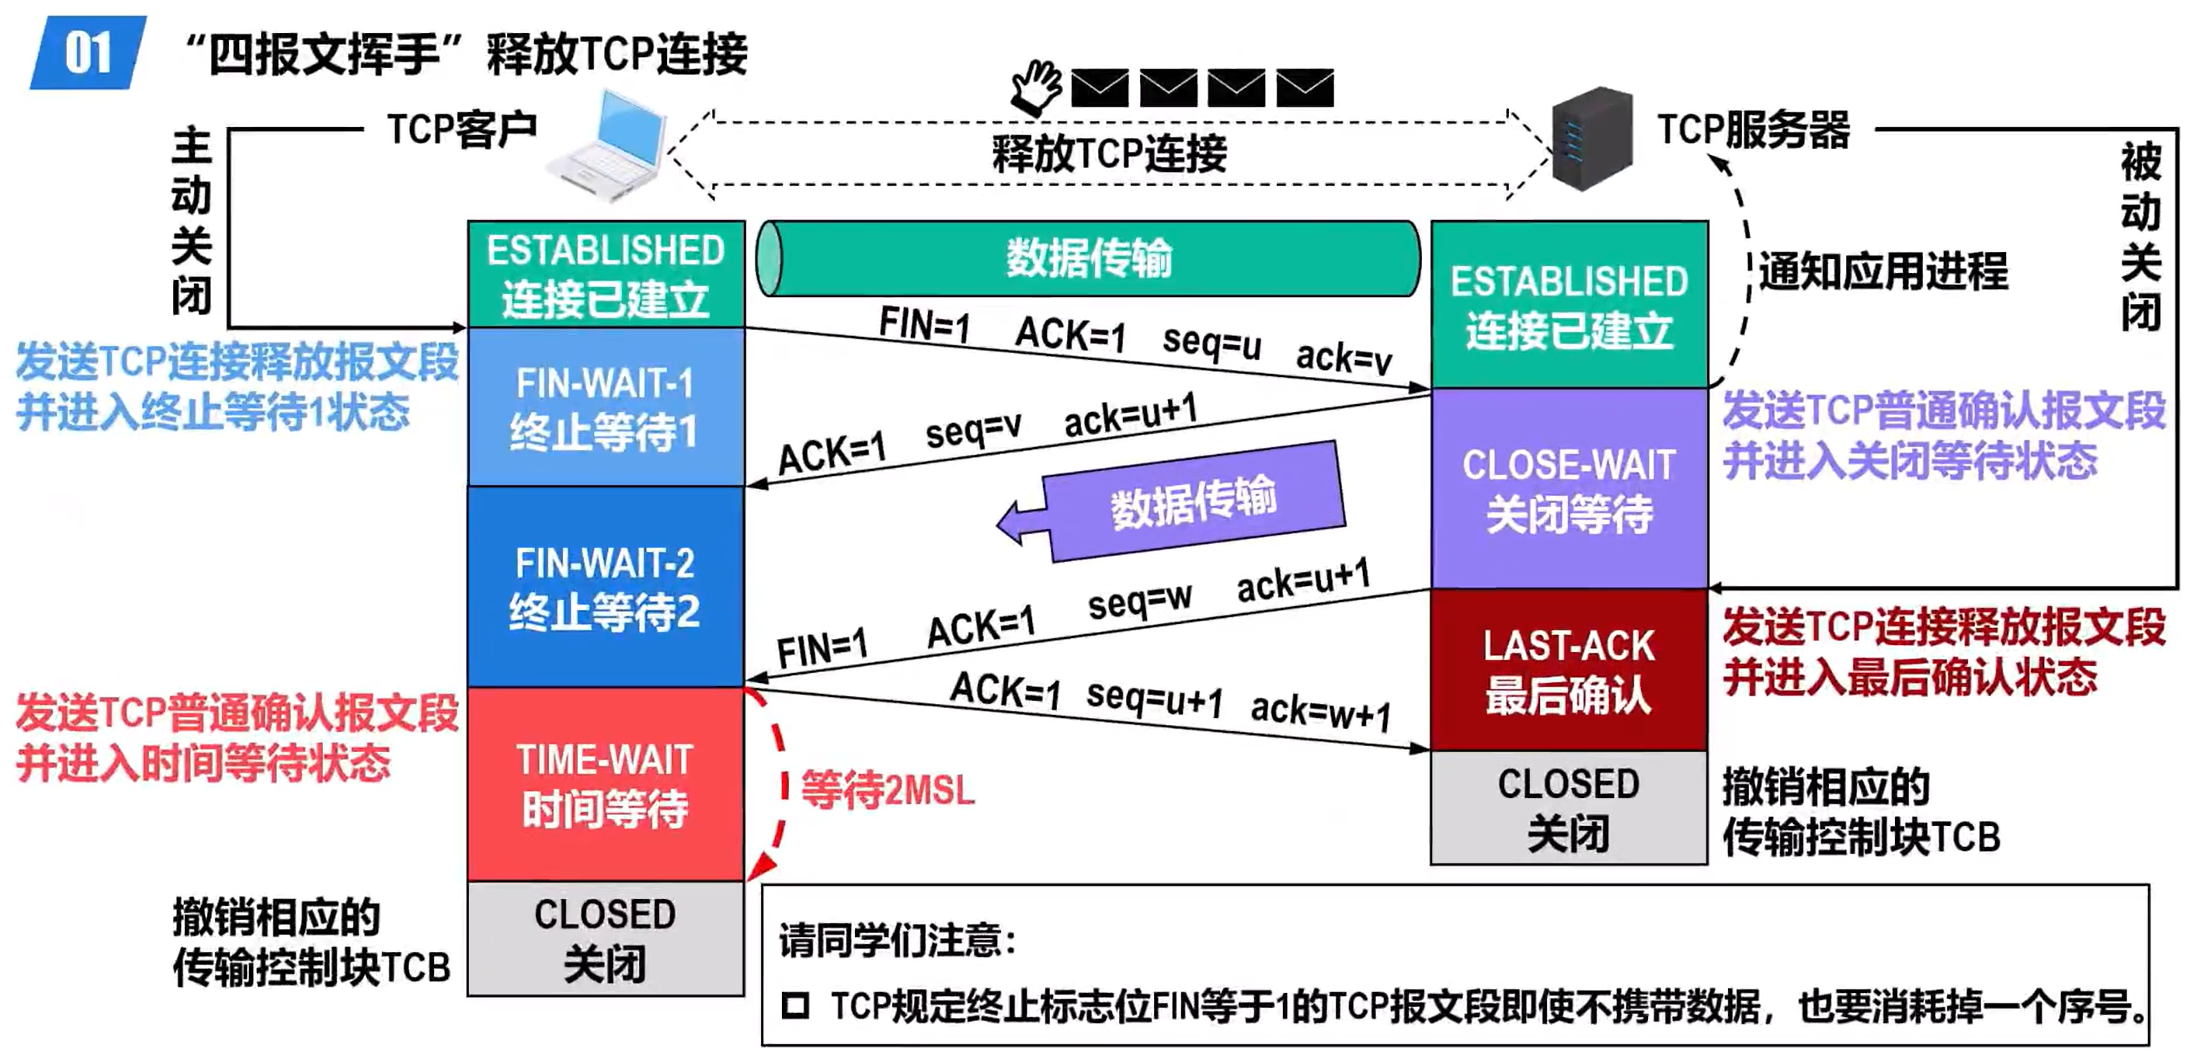 01
“四报文挥手”释放TCP连接
TCP客户
释放TCP连接
TCP服务器
主动关闭
被动关闭
通知应用进程
ESTABLISHED
连接已建立
数据传输
ESTABLISHED
连接已建立
FIN=1 ACK=1 seq=u ack=v
发送TCP连接释放报文段
并进入终止等待1状态
FIN-WAIT-1
终止等待1
ACK=1 seq=v ack=u+1
发送TCP普通确认报文段
并进入关闭等待状态
CLOSE-WAIT
关闭等待
数据传输
FIN-WAIT-2
终止等待2
FIN=1 ACK=1 seq=w ack=u+1
发送TCP连接释放报文段
并进入最后确认状态
LAST-ACK
最后确认
ACK=1 seq=u+1 ack=w+1
发送TCP普通确认报文段
并进入时间等待状态
TIME-WAIT
时间等待
等待2MSL
CLOSED
关闭
撤销相应的
传输控制块TCB
撤销相应的
传输控制块TCB
CLOSED
关闭
请同学们注意：
TCP规定终止标志位FIN等于1的TCP报文段即使不携带数据，也要消耗掉一个序号。